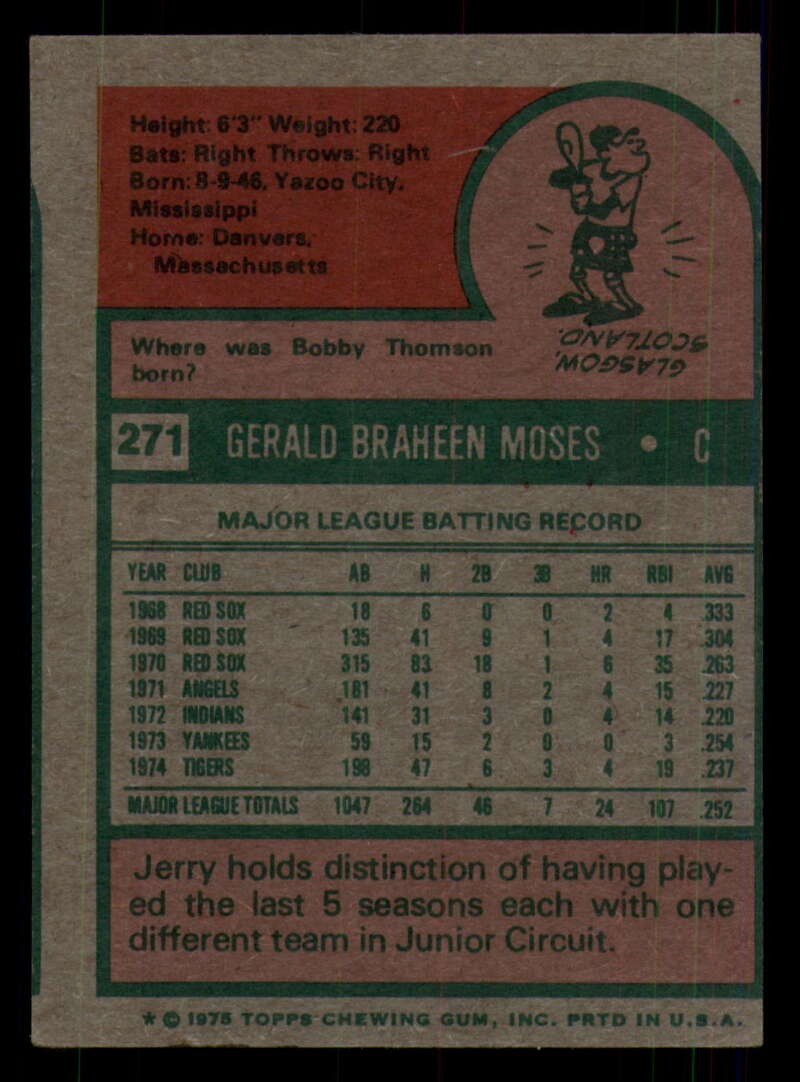 Height: 6'3" Weight: 220
Bats: Right Throws: Right
Born: 8-9-46, Yazoo City,
Mississippi
Home: Danvers,
Massachusetts
Where was Bobby Thomson
born?
GLASGOW,
SCOTLAND.
271 GERALD BRAHEEN MOSES • C
MAJOR LEAGUE BATTING RECORD
YEAR CLUB AB H 2B 3B HR RBI AVG
1968 RED SOX 18 6 0 0 2 4 .333
1969 RED SOX 135 41 9 1 4 17 .304
1970 RED SOX 315 83 18 1 6 35 .263
1971 ANGELS 181 41 8 2 4 15 .227
1972 INDIANS 141 31 3 0 4 14 .220
1973 YANKEES 59 15 2 0 0 3 .254
1974 TIGERS 198 47 6 3 4 19 .237
MAJOR LEAGUE TOTALS 1047 264 46 7 24 107 .252
Jerry holds distinction of having play-
ed the last 5 seasons each with one
different team in Junior Circuit.
* © 1975 TOPPS CHEWING GUM, INC. PRTD IN U.S.A.